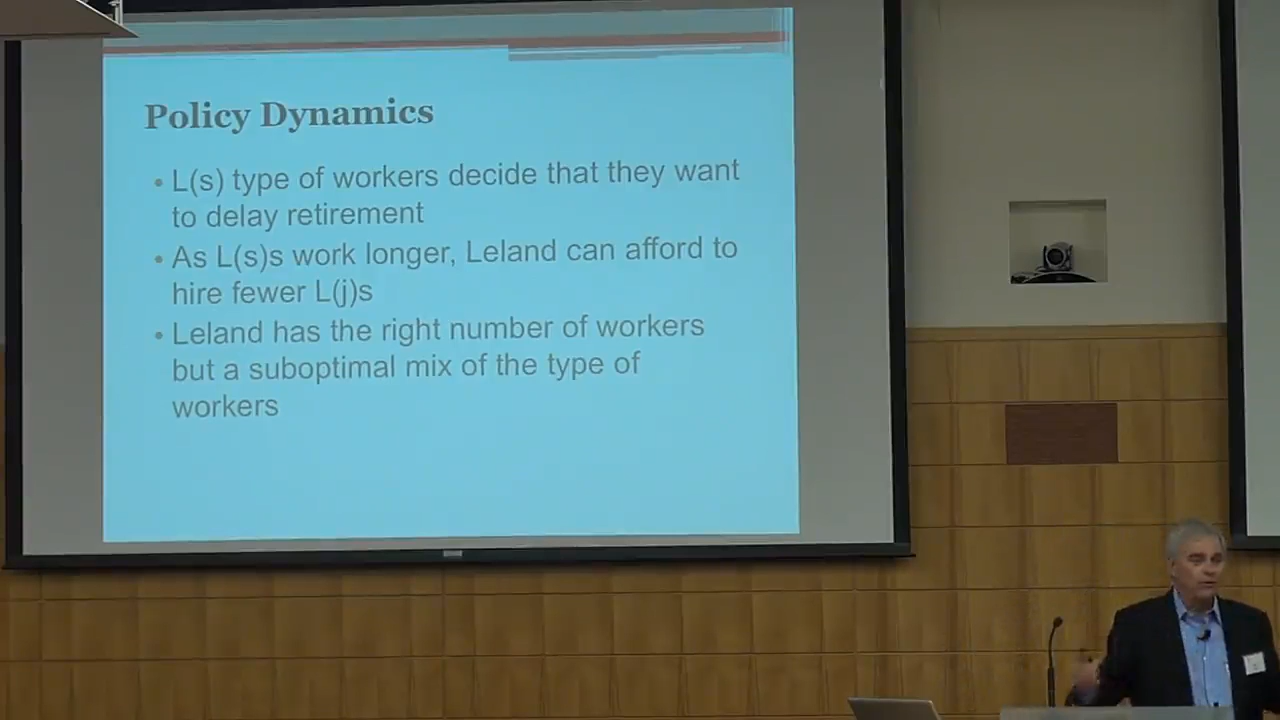 Policy Dynamics
• L(s) type of workers decide that they want
to delay retirement
• As L(s)s work longer, Leland can afford to
hire fewer L(j)s
• Leland has the right number of workers
but a suboptimal mix of the type of
workers